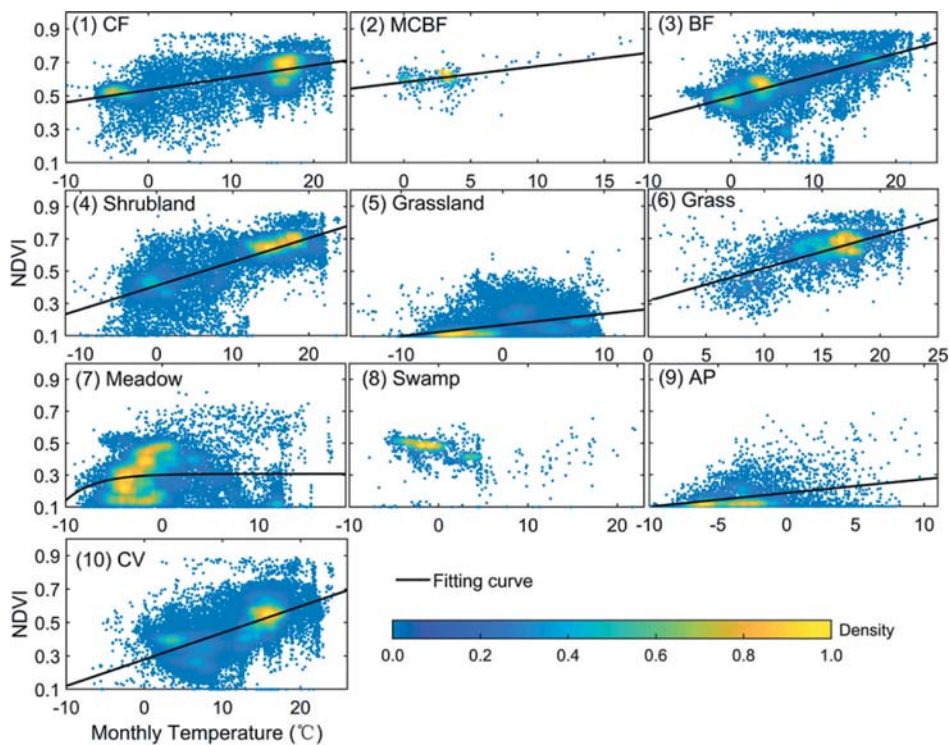 (1) CF
(2) MCBF
(3) BF
0.9
0.7
0.5
0.3
0.1
-10 0 10 20
0 5 10 15
-10 0 10 20
NDVI
(4) Shrubland
(5) Grassland
(6) Grass
0.9
0.7
0.5
0.3
0.1
-10 0 10 20
-10 0 10 20
0 5 10 15 20 25
(7) Meadow
(8) Swamp
(9) AP
0.9
0.7
0.5
0.3
0.1
-10 0 10
-10 0 10 20
-10 -5 0 5 10
NDVI
(10) CV
0.9
0.7
0.5
0.3
0.1
-10 0 10 20
Monthly Temperature (℃)
Fitting curve
Density
0.0 0.2 0.4 0.6 0.8 1.0